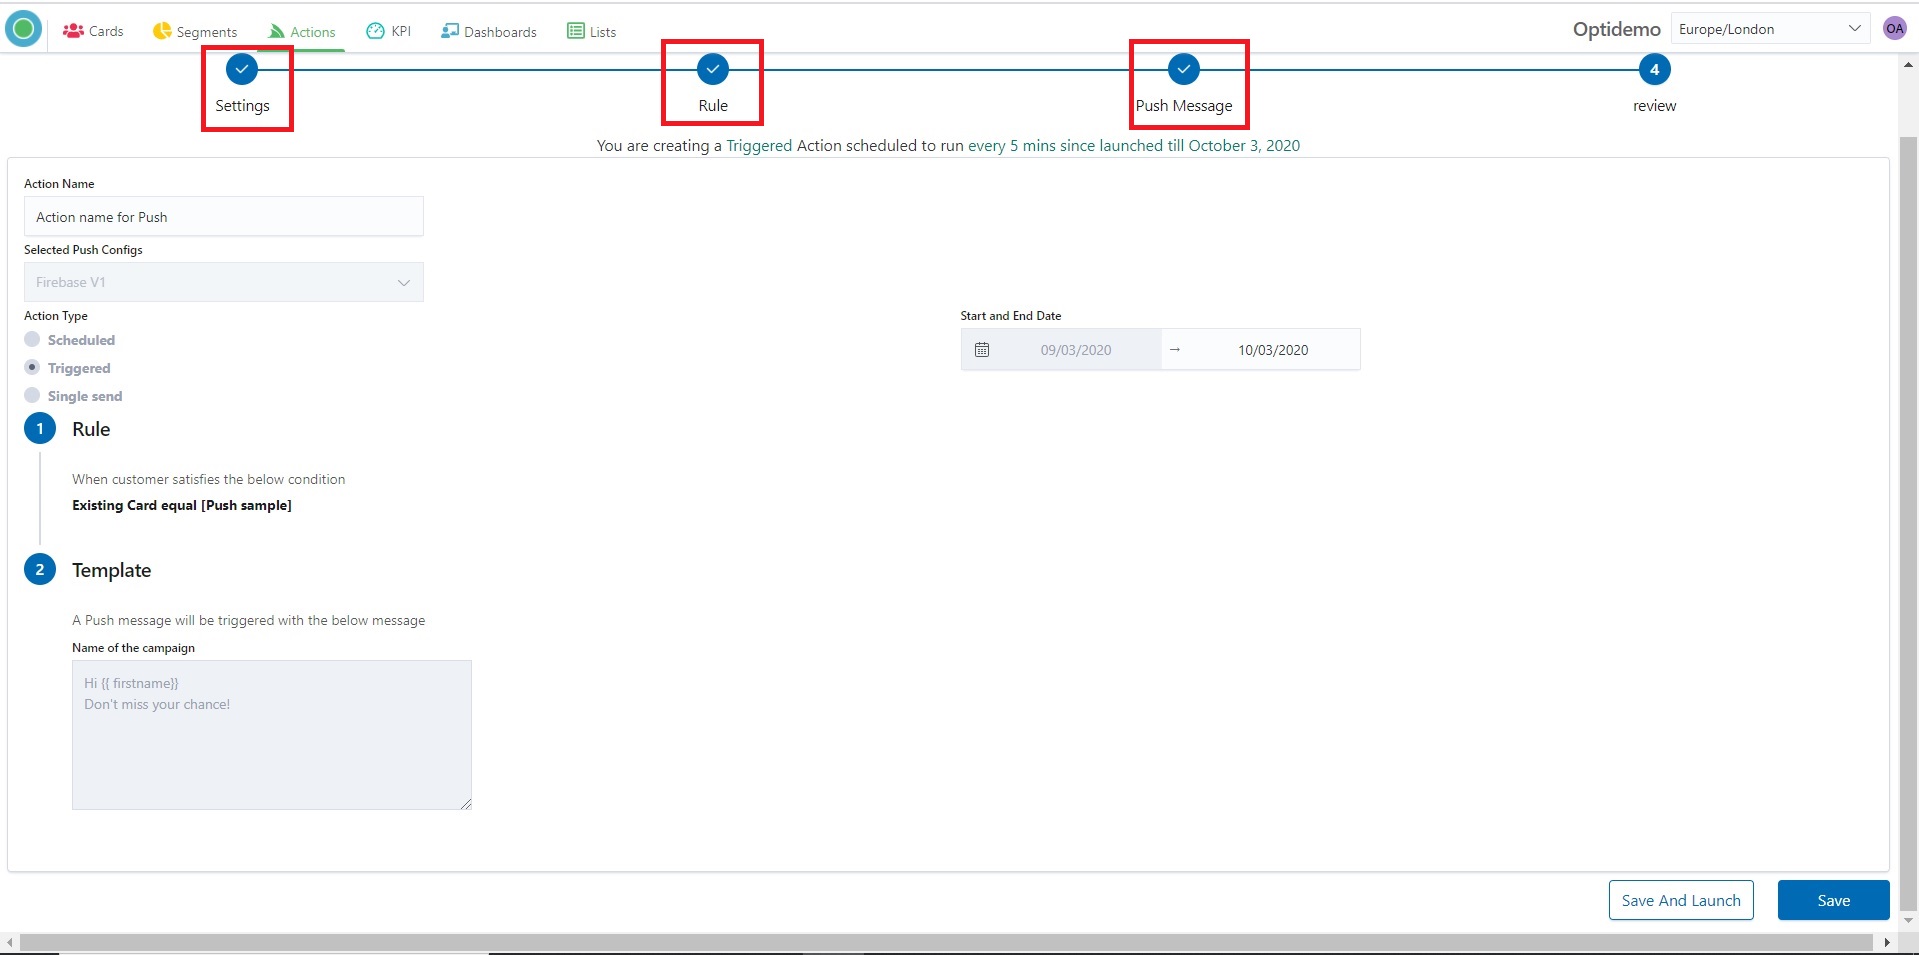 Cards Segments Actions KPI Dashboards Lists Optidemo Europe/London OA
4
Settings Rule Push Message review
You are creating a Triggered Action scheduled to run every 5 mins since launched till October 3, 2020
Action Name
Action name for Push
Selected Push Configs
Firebase V1
Action Type
Start and End Date
Scheduled
09/03/2020 → 10/03/2020
Triggered
Single send
1 Rule
When customer satisfies the below condition
Existing Card equal [Push sample]
2 Template
A Push message will be triggered with the below message
Name of the campaign
Hi {{ firstname}}
Don't miss your chance!
Save And Launch Save